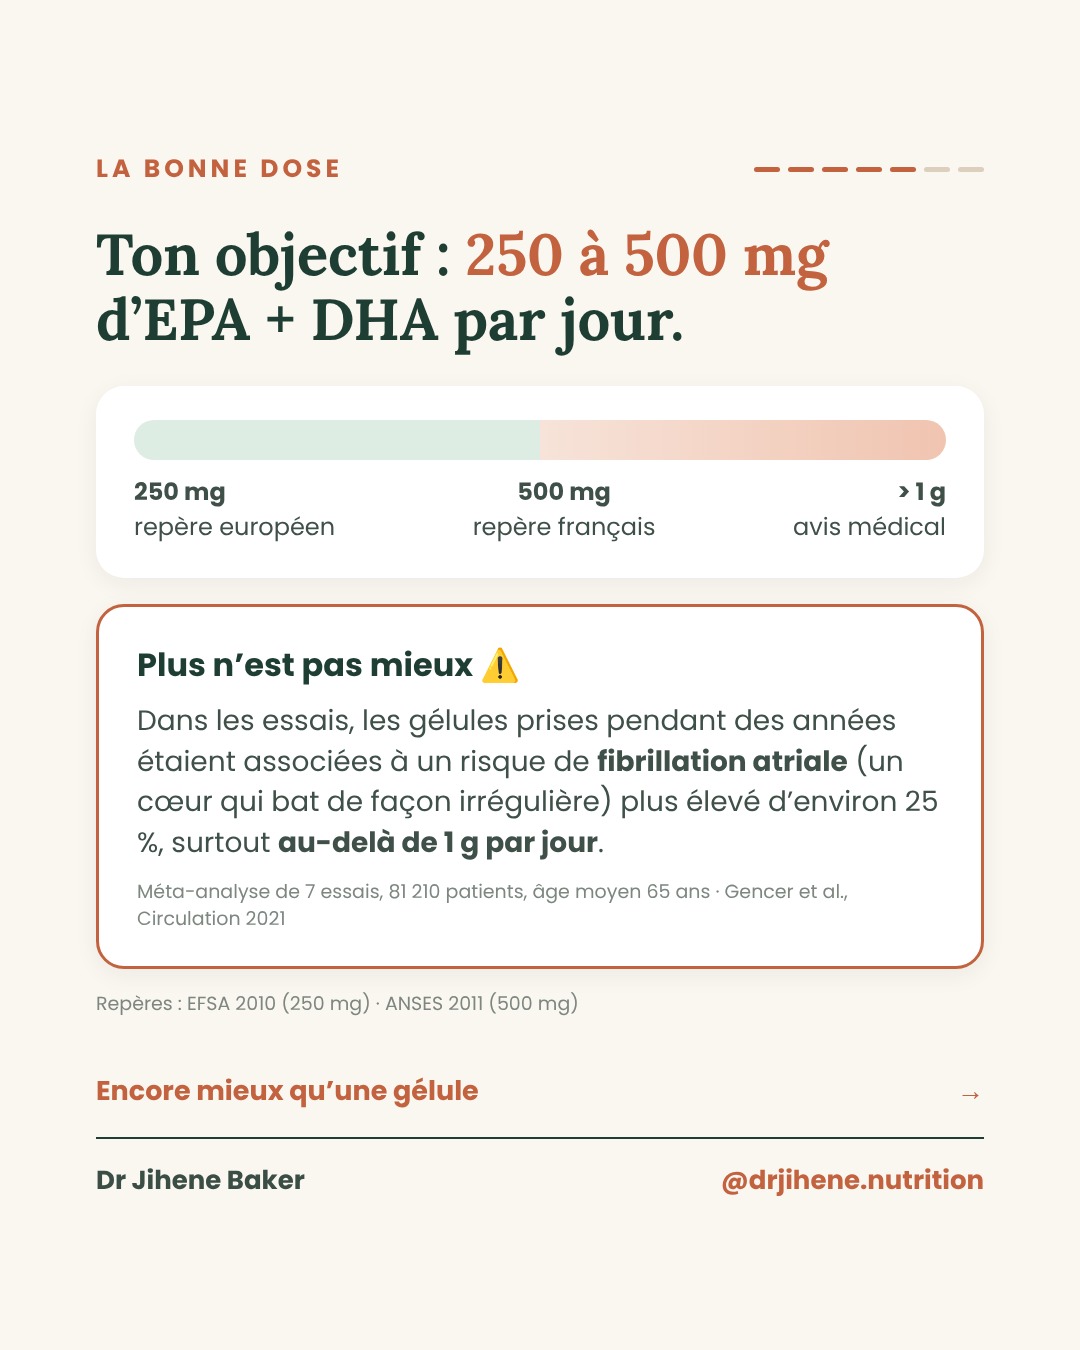 LA BONNE DOSE
Ton objectif : 250 à 500 mg
d’EPA + DHA par jour.
250 mg 500 mg > 1 g
repère européen repère français avis médical
Plus n’est pas mieux ⚠️
Dans les essais, les gélules prises pendant des années
étaient associées à un risque de fibrillation atriale (un
cœur qui bat de façon irrégulière) plus élevé d’environ 25
%, surtout au-delà de 1 g par jour.
Méta-analyse de 7 essais, 81 210 patients, âge moyen 65 ans · Gencer et al.,
Circulation 2021
Repères : EFSA 2010 (250 mg) · ANSES 2011 (500 mg)
Encore mieux qu’une gélule →
Dr Jihene Baker @drjihene.nutrition